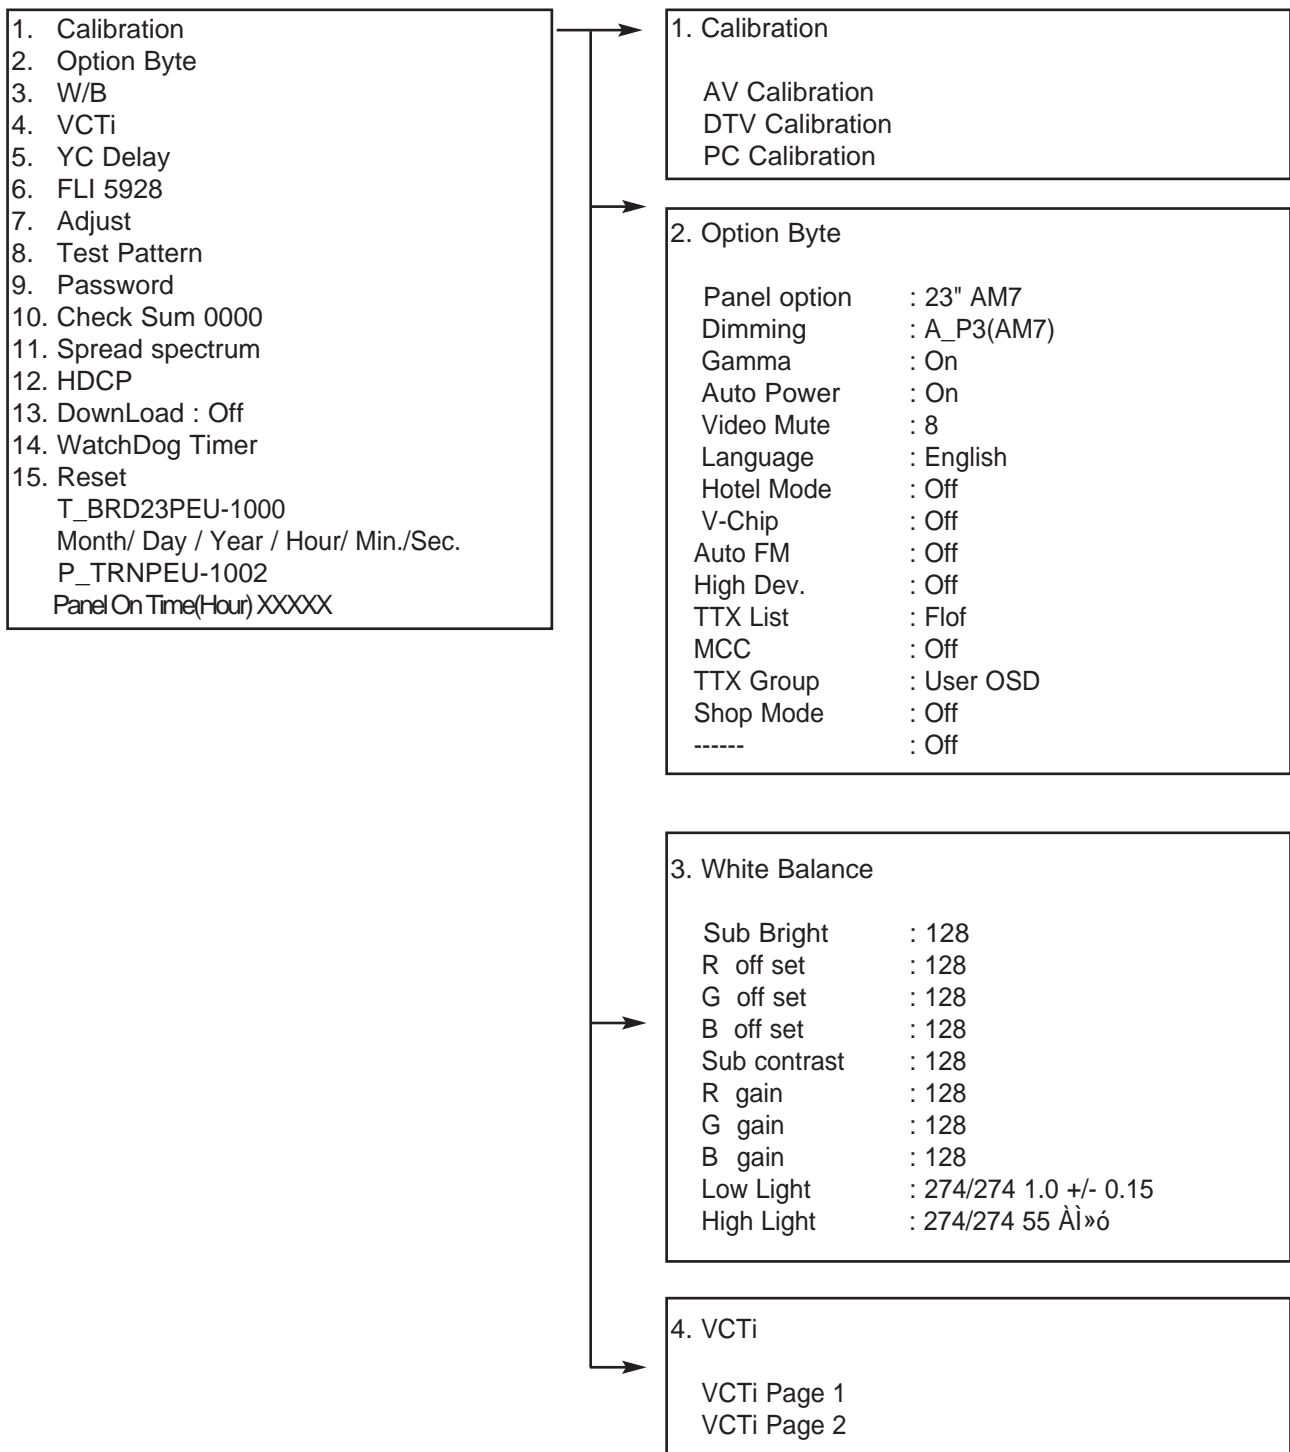 1. Calibration
2. Option Byte
3. W/B
4. VCTi
5. YC Delay
6. FLI 5928
7. Adjust
8. Test Pattern
9. Password
10. Check Sum 0000
11. Spread spectrum
12. HDCP
13. DownLoad : Off
14. WatchDog Timer
15. Reset
T_BRD23PEU-1000
Month/ Day / Year / Hour/ Min./Sec.
P_TRNPEU-1002
Panel On Time(Hour) XXXXX
1. Calibration
AV Calibration
DTV Calibration
PC Calibration
2. Option Byte
Panel option : 23" AM7
Dimming : A_P3(AM7)
Gamma : On
Auto Power : On
Video Mute : 8
Language : English
Hotel Mode : Off
V-Chip : Off
Auto FM : Off
High Dev. : Off
TTX List : Flof
MCC : Off
TTX Group : User OSD
Shop Mode : Off
------ : Off
3. White Balance
Sub Bright : 128
R off set : 128
G off set : 128
B off set : 128
Sub contrast : 128
R gain : 128
G gain : 128
B gain : 128
Low Light : 274/274 1.0 +/- 0.15
High Light : 274/274 55 ÀÌ»ó
4. VCTi
VCTi Page 1
VCTi Page 2